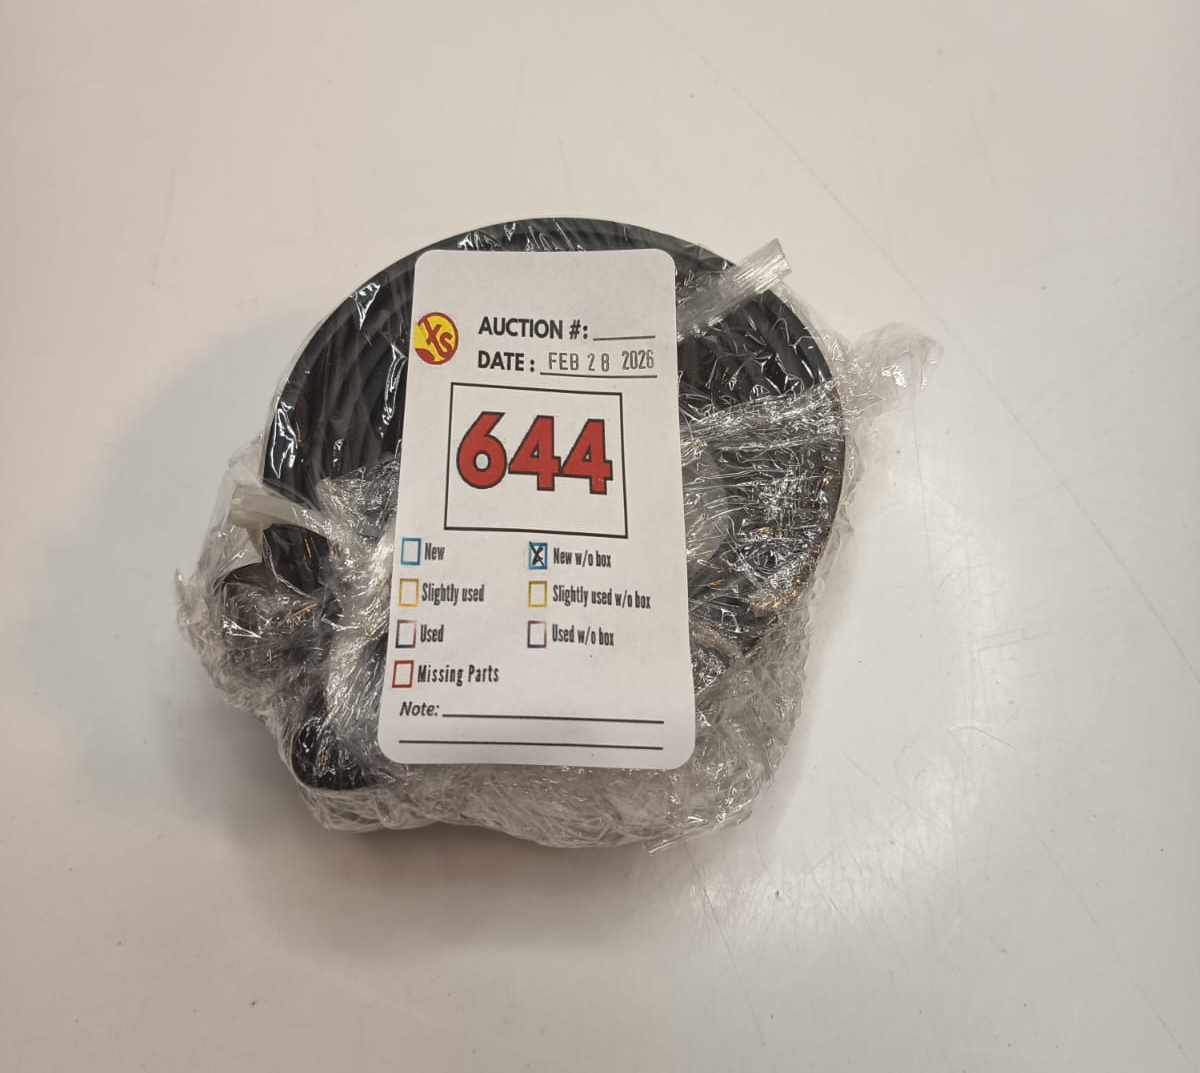 xs
AUCTION #:
DATE: FEB 28 2026
644
New
New w/o box
Slightly used
Slightly used w/o box
Used
Used w/o box
Missing Parts
Note: